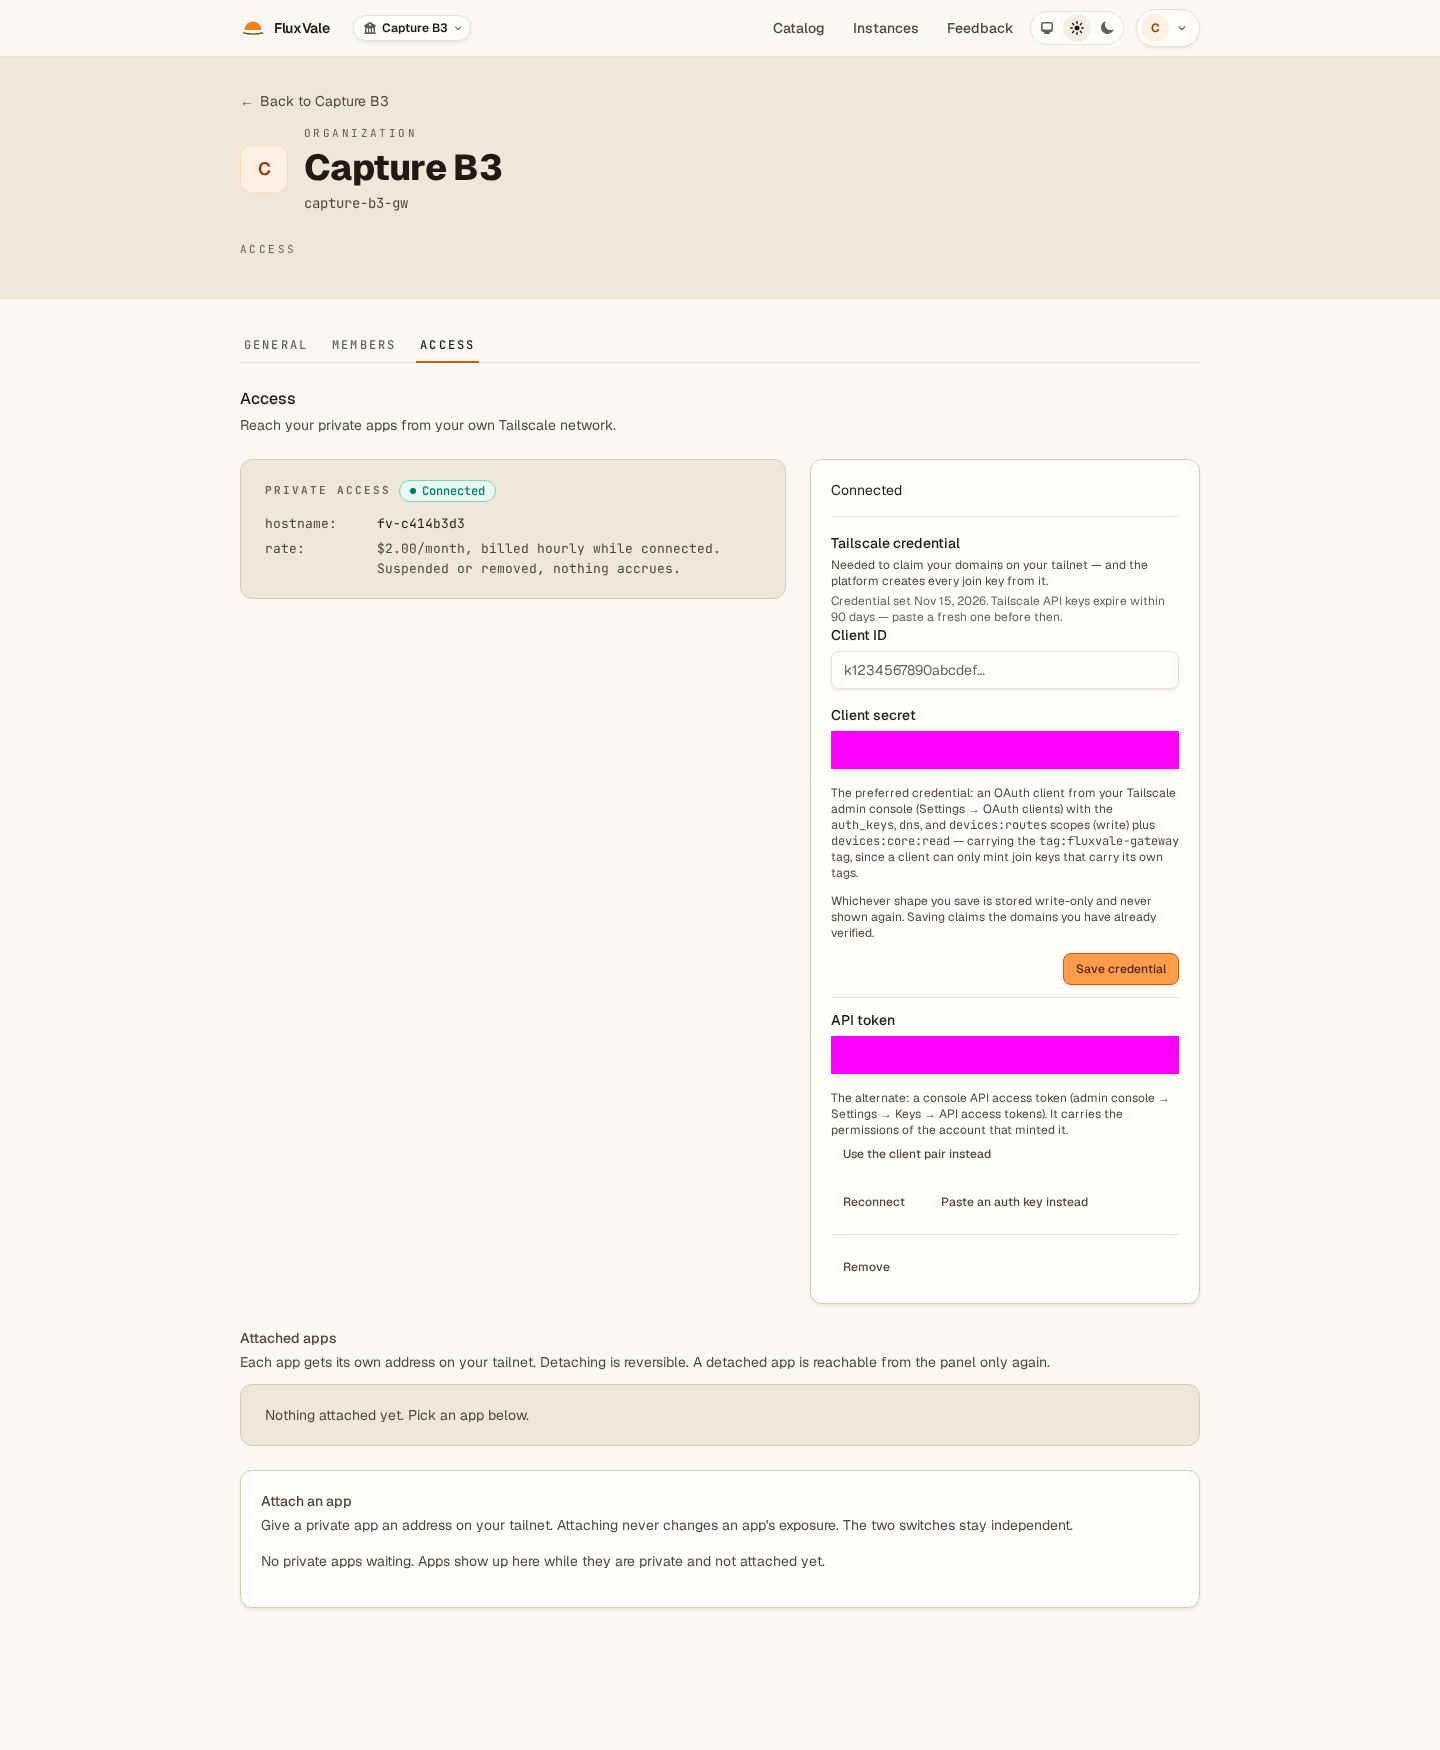 FluxVale
Capture B3
Catalog
Instances
Feedback
C
← Back to Capture B3
ORGANIZATION
C
Capture B3
capture-b3-gw
ACCESS
GENERAL
MEMBERS
ACCESS
Access
Reach your private apps from your own Tailscale network.
PRIVATE ACCESS
Connected
hostname: fv-c414b3d3
rate: $2.00/month, billed hourly while connected.
Suspended or removed, nothing accrues.
Connected
Tailscale credential
Needed to claim your domains on your tailnet — and the
platform creates every join key from it.
Credential set Nov 15, 2026. Tailscale API keys expire within
90 days — paste a fresh one before then.
Client ID
k1234567890abcdef…
Client secret
The preferred credential: an OAuth client from your Tailscale
admin console (Settings → OAuth clients) with the
auth_keys, dns, and devices:routes scopes (write) plus
devices:core:read — carrying the tag:fluxvale-gateway
tag, since a client can only mint join keys that carry its own
tags.
Whichever shape you save is stored write-only and never
shown again. Saving claims the domains you have already
verified.
Save credential
API token
The alternate: a console API access token (admin console →
Settings → Keys → API access tokens). It carries the
permissions of the account that minted it.
Use the client pair instead
Reconnect
Paste an auth key instead
Remove
Attached apps
Each app gets its own address on your tailnet. Detaching is reversible. A detached app is reachable from the panel only again.
Nothing attached yet. Pick an app below.
Attach an app
Give a private app an address on your tailnet. Attaching never changes an app's exposure. The two switches stay independent.
No private apps waiting. Apps show up here while they are private and not attached yet.